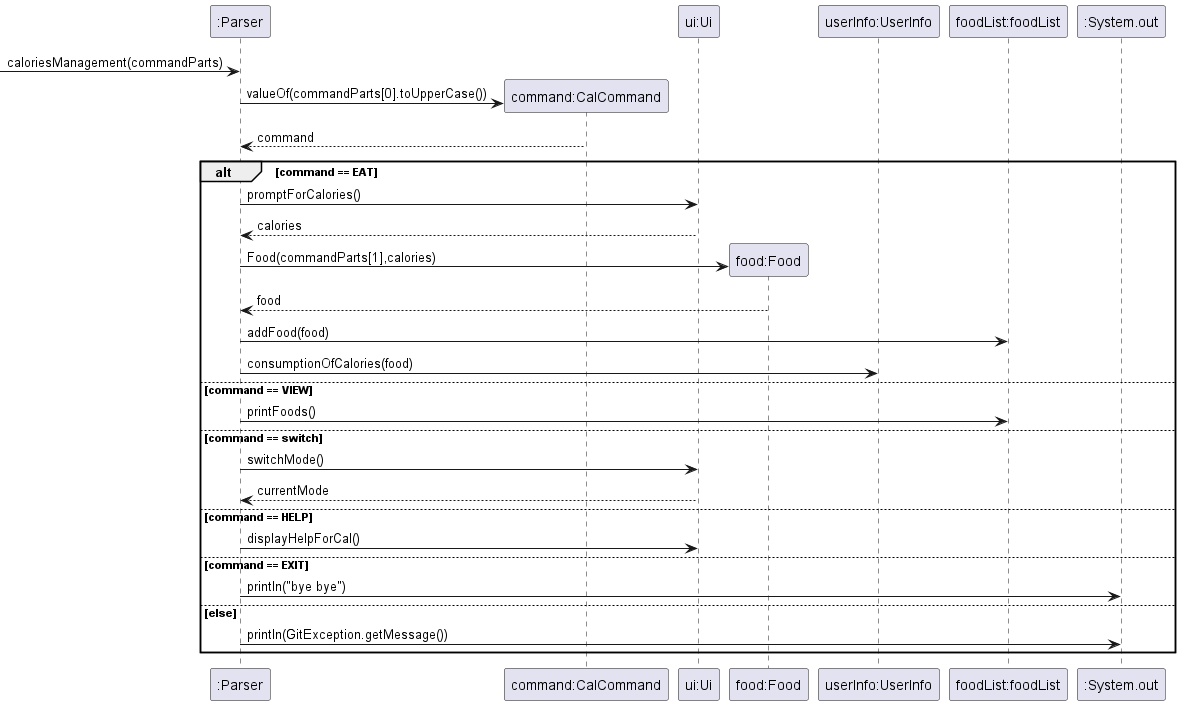 :Parser
ui:Ui
userInfo:UserInfo
foodList:foodList
:System.out
caloriesManagement(commandParts)
valueOf(commandParts[0].toUpperCase())
command:CalCommand
command
alt
[command == EAT]
promptForCalories()
calories
Food(commandParts[1],calories)
food:Food
food
addFood(food)
consumptionOfCalories(food)
[command == VIEW]
printFoods()
[command == switch]
switchMode()
currentMode
[command == HELP]
displayHelpForCal()
[command == EXIT]
println("bye bye")
[else]
println(GitException.getMessage())
:Parser
command:CalCommand
ui:Ui
food:Food
userInfo:UserInfo
foodList:foodList
:System.out